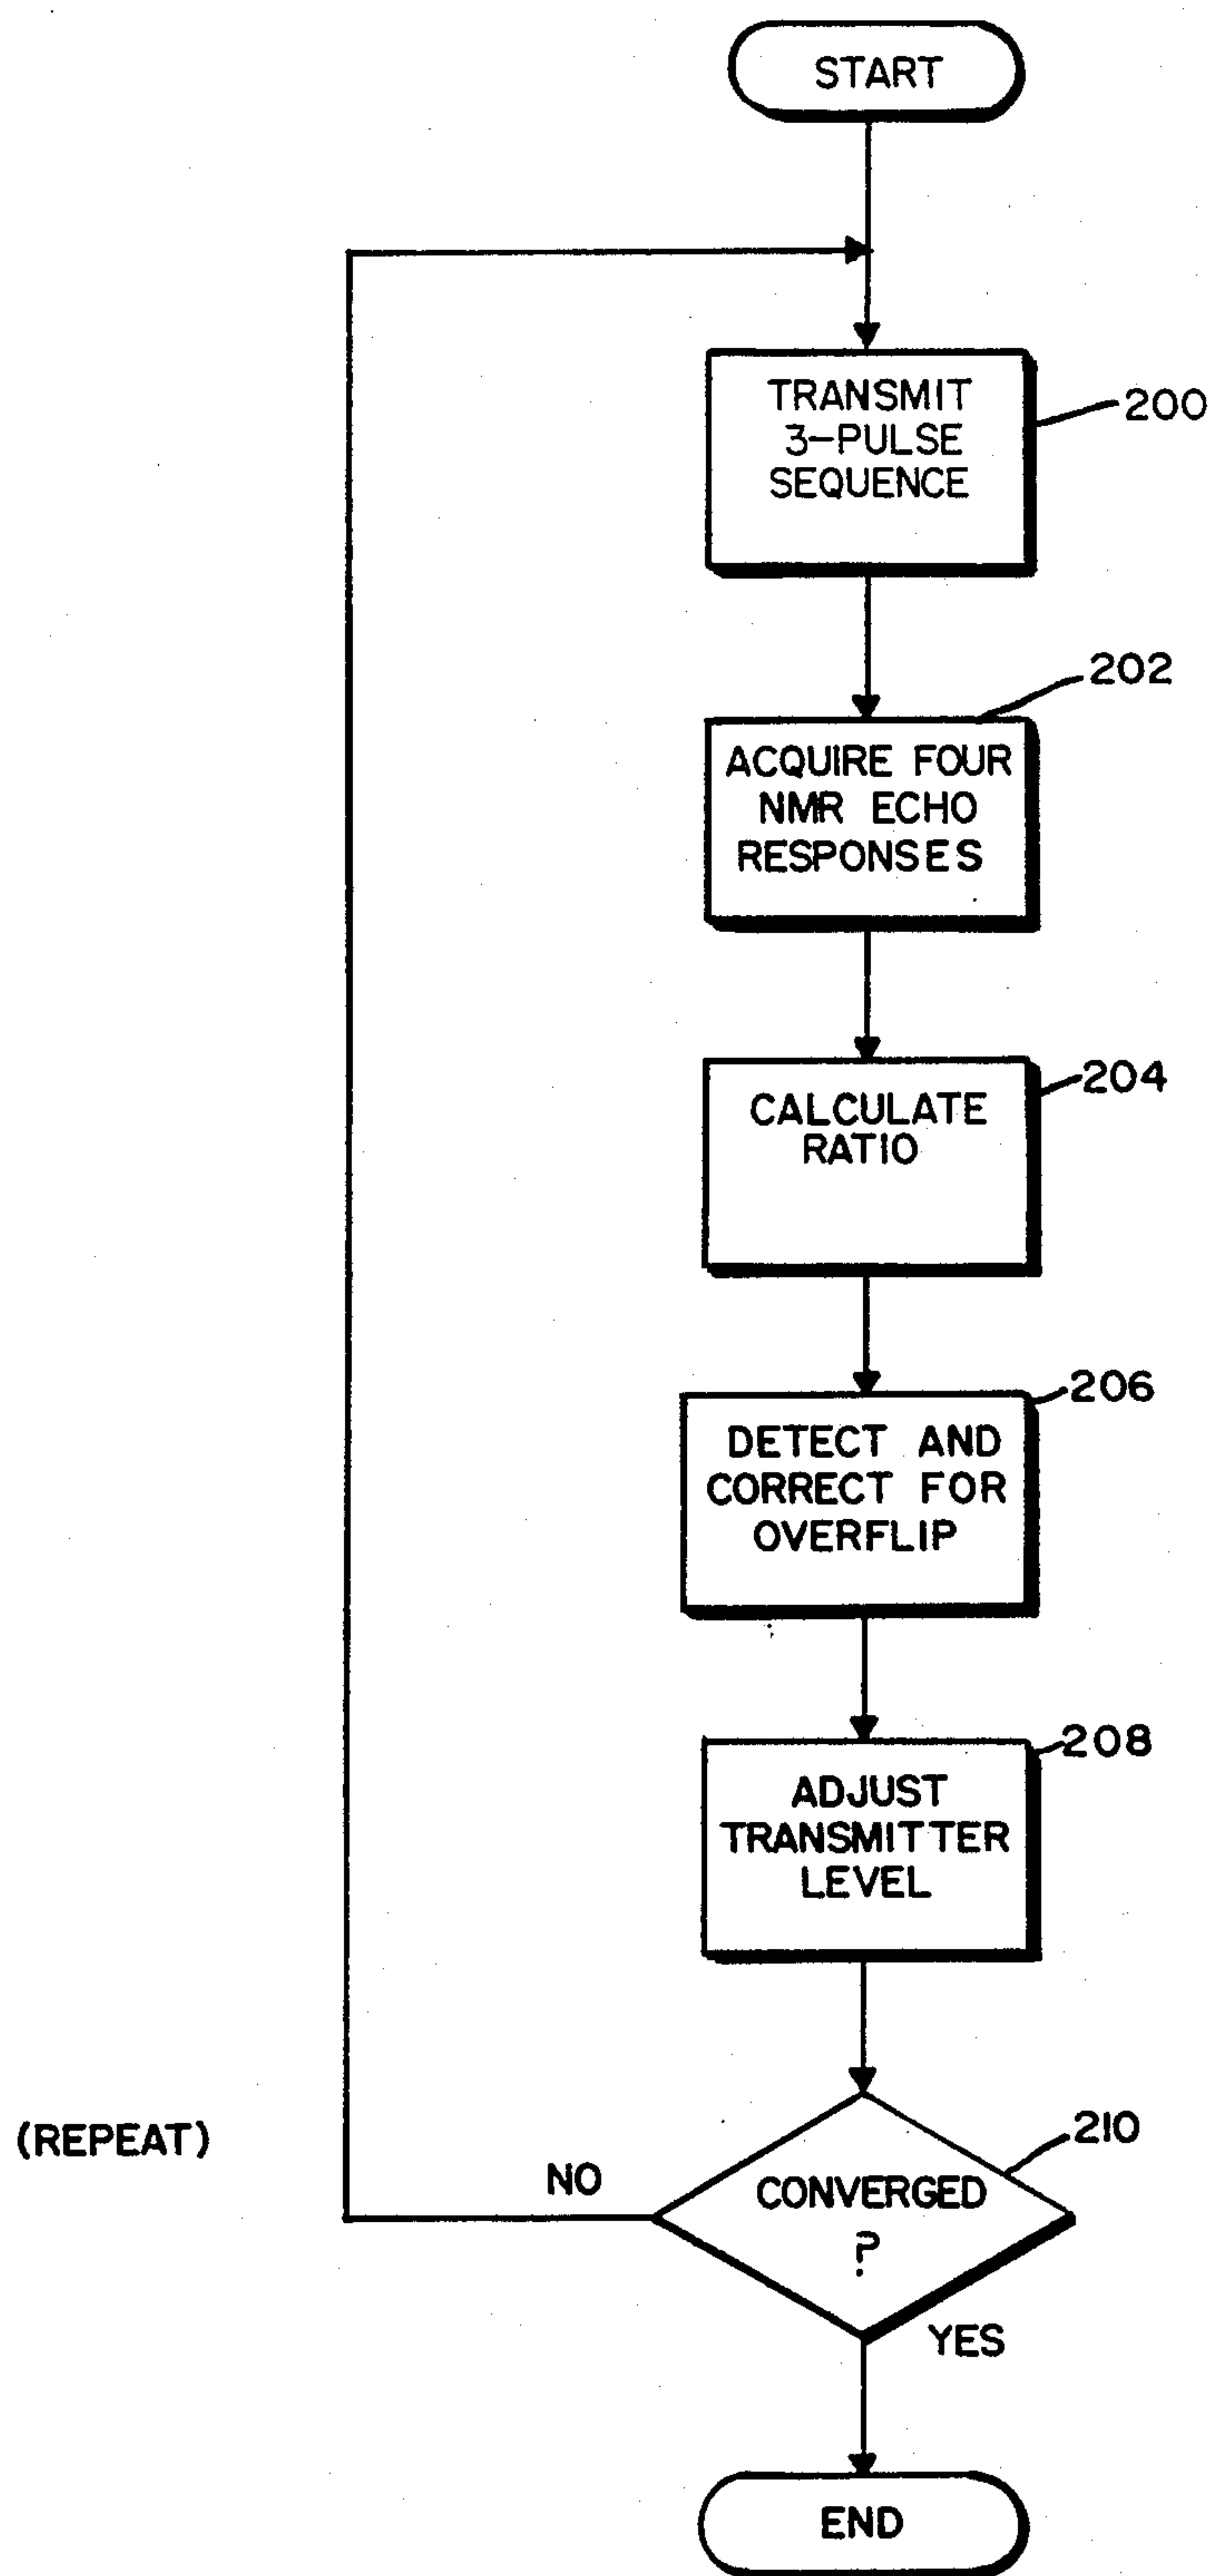 START
TRANSMIT
3-PULSE
SEQUENCE
200
202
ACQUIRE FOUR
NMR ECHO
RESPONSES
204
CALCULATE
RATIO
206
DETECT AND
CORRECT FOR
OVERFLIP
208
ADJUST
TRANSMITTER
LEVEL
210
(REPEAT)
NO
CONVERGED
?
YES
END